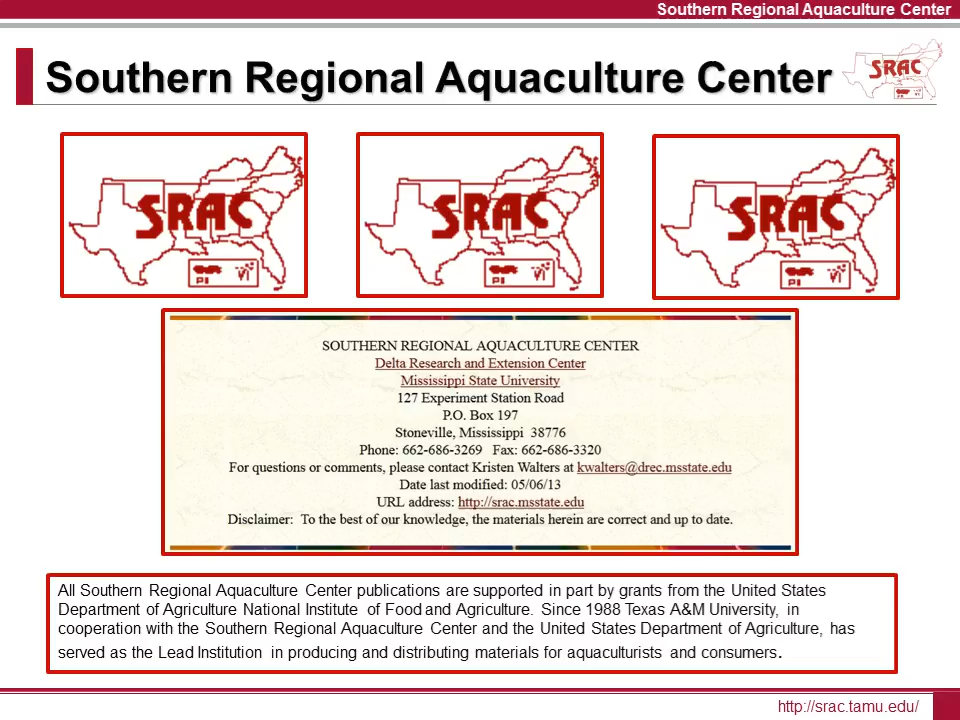 Southern Regional Aquaculture Center
Southern Regional Aquaculture Center
SRAC
SRAC
PI VI
SRAC
PI VI
SRAC
PI VI
SOUTHERN REGIONAL AQUACULTURE CENTER
Delta Research and Extension Center
Mississippi State University
127 Experiment Station Road
P.O. Box 197
Stoneville, Mississippi 38776
Phone: 662-686-3269 Fax: 662-686-3320
For questions or comments, please contact Kristen Walters at kwalters@drec.msstate.edu
Date last modified: 05/06/13
URL address: http://srac.msstate.edu
Disclaimer: To the best of our knowledge, the materials herein are correct and up to date.
All Southern Regional Aquaculture Center publications are supported in part by grants from the United States
Department of Agriculture National Institute of Food and Agriculture. Since 1988 Texas A&M University, in
cooperation with the Southern Regional Aquaculture Center and the United States Department of Agriculture, has
served as the Lead Institution in producing and distributing materials for aquaculturists and consumers.
http://srac.tamu.edu/